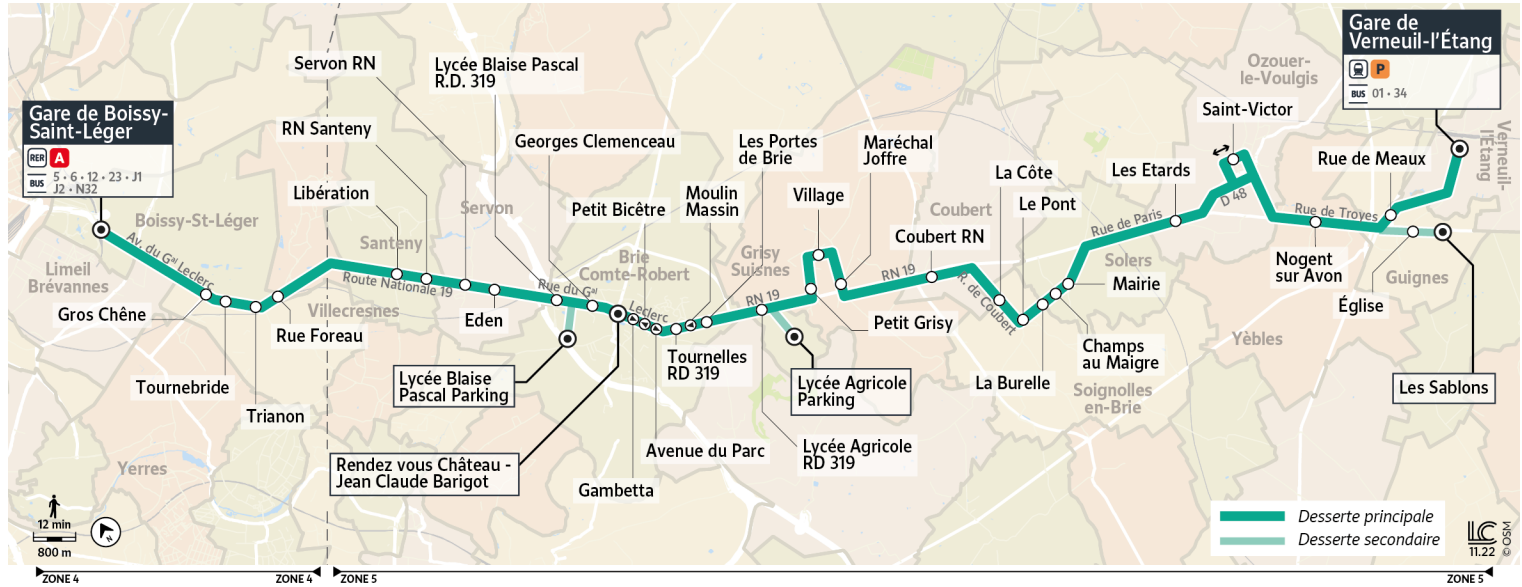 Gare de Boissy-
Saint-Léger
RER A
BUS
5 • 6 • 12 • 23 • J1
J2 • N32
Gare de
Verneuil-l'Étang
P
BUS
01 • 34
Servon RN
Lycée Blaise Pascal
R.D. 319
RN Santeny
Georges Clemenceau
Libération
Petit Bicêtre
Moulin
Massin
Les Portes
de Brie
Village
Maréchal
Joffre
Coubert RN
La Côte
Le Pont
Les Etards
Saint-Victor
Rue de Meaux
Gros Chêne
Tournebride
Trianon
Rue Foreau
Eden
Lycée Blaise
Pascal Parking
Rendez vous Château -
Jean Claude Barigot
Gambetta
Avenue du Parc
Tournelles
RD 319
Lycée Agricole
Parking
Lycée Agricole
RD 319
Petit Grisy
La Burelle
Champs
au Maigre
Mairie
Nogent
sur Avon
Église
Les Sablons
Boissy-St-Léger
Limeil
Brévannes
Yerres
Villecresnes
Santeny
Servon
Brie
Comte-Robert
Grisy
Suisnes
Coubert
Soignolles
en-Brie
Solers
Ozouer-
le-Voulgis
Yèbles
Guignes
Verneuil-
l'Étang
Av. du Gal Leclerc
Route Nationale 19
Rue du Gal
Leclerc
RN 19
RN 19
R. de Coubert
Rue de Paris
D 48
Rue de Troyes
12 min
800 m
N
Desserte principale
Desserte secondaire
LC
11.22
© OSM
ZONE 4
ZONE 4
ZONE 5
ZONE 5